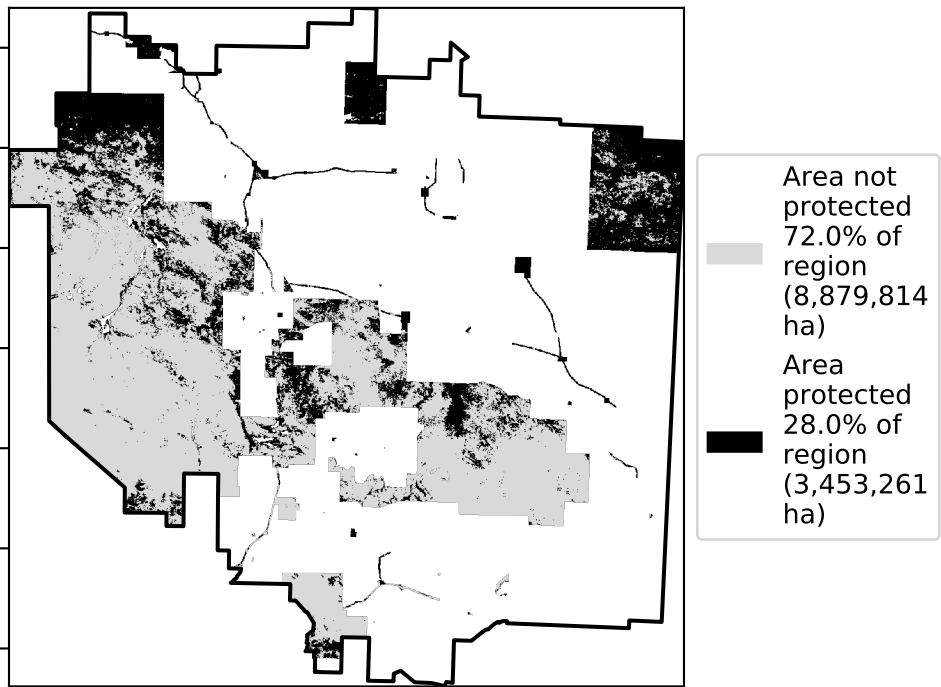 Area not
protected
72.0% of
region
(8,879,814
ha)
Area
protected
28.0% of
region
(3,453,261
ha)